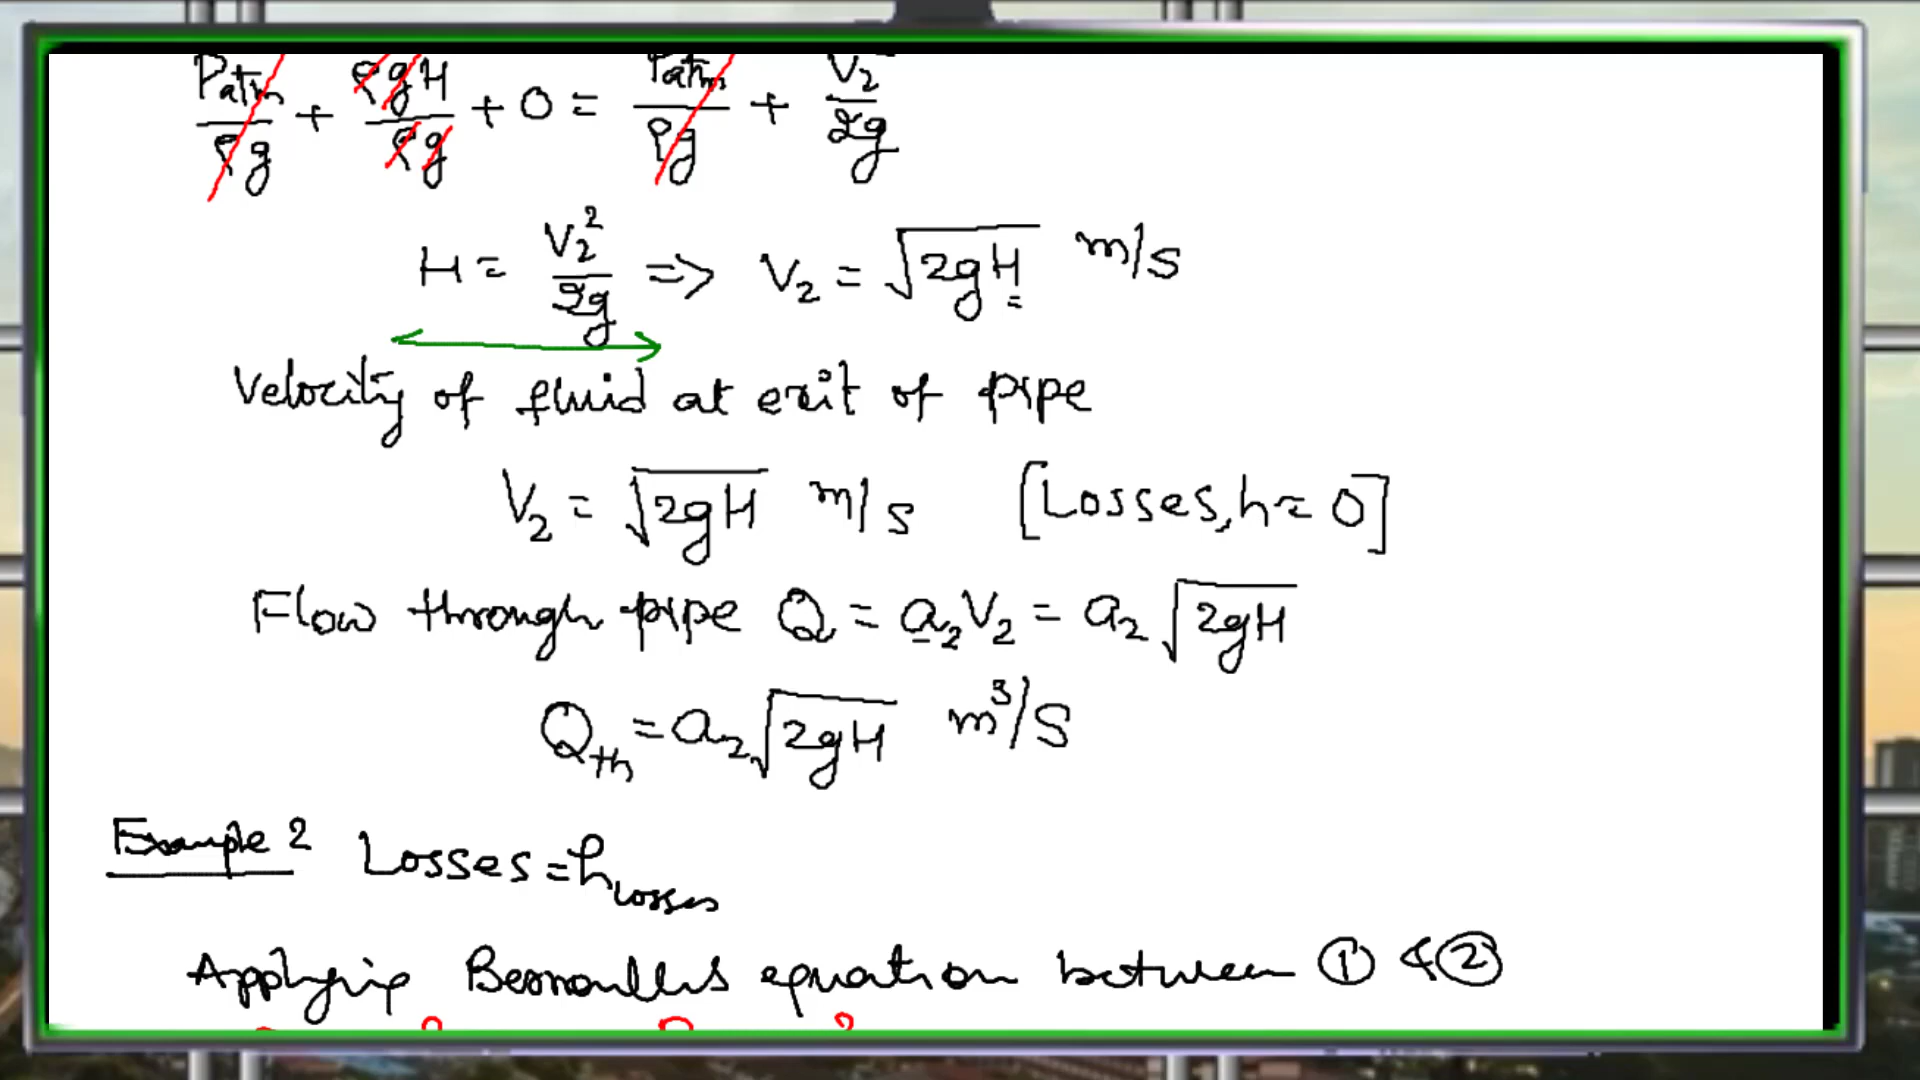 Patm/ρg + ρgH/ρg + 0 = Patm/ρg + V₂²/2g
H = V₂²/2g => V₂ = √2gH m/s
Velocity of fluid at exit of pipe
V₂ = √2gH m/s [Losses, h = 0]
Flow through pipe Q = a₂V₂ = a₂√2gH
Qth = a₂√2gH m³/s
Example 2 Losses = hlosses
Applying Bernoullis equation between ① & ②